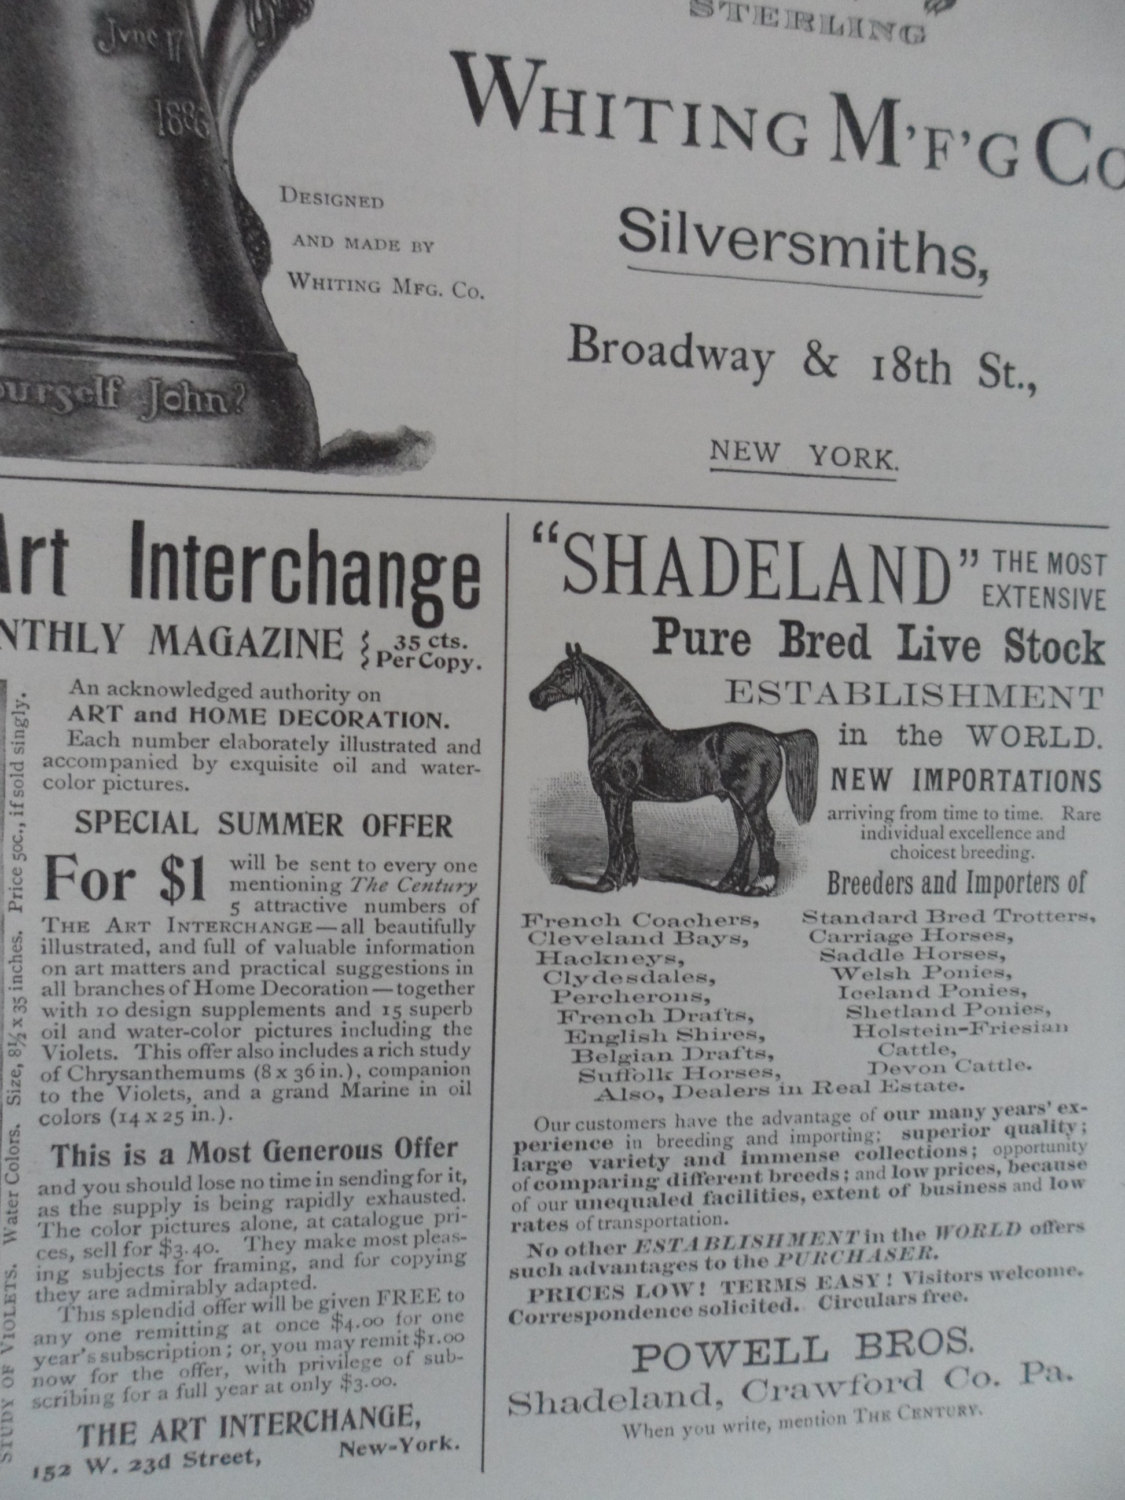 STERLING
WHITING M'F'G CO
Silversmiths,
Broadway & 18th St.,
NEW YORK.
June 17
1886
DESIGNED
AND MADE BY
WHITING MFG. CO.
ourself John?
Art Interchange
NTHLY MAGAZINE { 35 cts.
Per Copy.
An acknowledged authority on
ART and HOME DECORATION.
Each number elaborately illustrated and
accompanied by exquisite oil and water-
color pictures.
SPECIAL SUMMER OFFER
For $1 will be sent to every one
mentioning The Century
5 attractive numbers of
THE ART INTERCHANGE—all beautifully
illustrated, and full of valuable information
on art matters and practical suggestions in
all branches of Home Decoration—together
with 10 design supplements and 15 superb
oil and water-color pictures including the
Violets. This offer also includes a rich study
of Chrysanthemums (8 x 36 in.), companion
to the Violets, and a grand Marine in oil
colors (14 x 25 in.).
This is a Most Generous Offer
and you should lose no time in sending for it,
as the supply is being rapidly exhausted.
The color pictures alone, at catalogue pri-
ces, sell for $3.40. They make most pleas-
ing subjects for framing, and for copying
they are admirably adapted.
This splendid offer will be given FREE to
any one remitting at once $4.00 for one
year's subscription; or, you may remit $1.00
now for the offer, with privilege of sub-
scribing for a full year at only $3.00.
THE ART INTERCHANGE,
152 W. 23d Street, New-York.
STUDY OF VIOLETS. Water Colors. Size, 8½ x 35 inches. Price 50c., if sold singly.
"SHADELAND" THE MOST
EXTENSIVE
Pure Bred Live Stock
ESTABLISHMENT
in the WORLD.
NEW IMPORTATIONS
arriving from time to time. Rare
individual excellence and
choicest breeding.
Breeders and Importers of
French Coachers,
Cleveland Bays,
Hackneys,
Clydesdales,
Percherons,
French Drafts,
English Shires,
Belgian Drafts,
Suffolk Horses,
Standard Bred Trotters,
Carriage Horses,
Saddle Horses,
Welsh Ponies,
Iceland Ponies,
Shetland Ponies,
Holstein-Friesian
Cattle,
Devon Cattle.
Also, Dealers in Real Estate.
Our customers have the advantage of our many years' ex-
perience in breeding and importing; superior quality;
large variety and immense collections; opportunity
of comparing different breeds; and low prices, because
of our unequaled facilities, extent of business and low
rates of transportation.
No other ESTABLISHMENT in the WORLD offers
such advantages to the PURCHASER.
PRICES LOW! TERMS EASY! Visitors welcome.
Correspondence solicited. Circulars free.
POWELL BROS.
Shadeland, Crawford Co. Pa.
When you write, mention THE CENTURY.